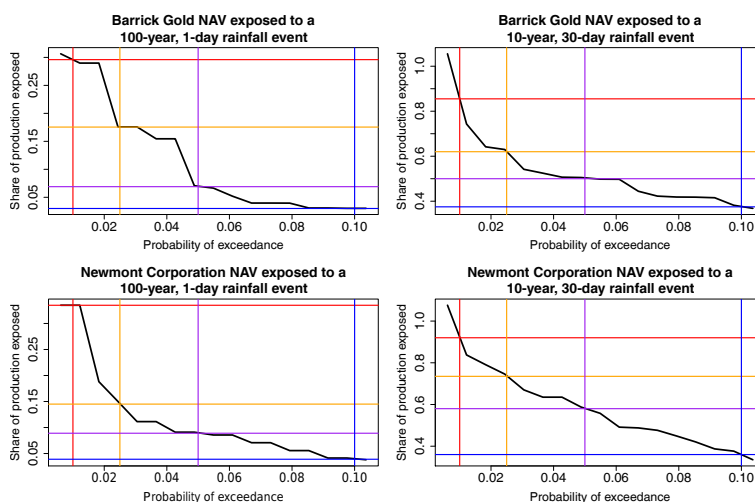 Barrick Gold NAV exposed to a
100-year, 1-day rainfall event
Share of production exposed
0.25
0.15
0.05
0.02 0.04 0.06 0.08 0.10
Probability of exceedance
Barrick Gold NAV exposed to a
10-year, 30-day rainfall event
Share of production exposed
1.0
0.8
0.6
0.4
0.02 0.04 0.06 0.08 0.10
Probability of exceedance
Newmont Corporation NAV exposed to a
100-year, 1-day rainfall event
Share of production exposed
0.25
0.15
0.05
0.02 0.04 0.06 0.08 0.10
Probability of exceedance
Newmont Corporation NAV exposed to a
10-year, 30-day rainfall event
Share of production exposed
1.0
0.8
0.6
0.4
0.02 0.04 0.06 0.08 0.10
Probability of exceedance